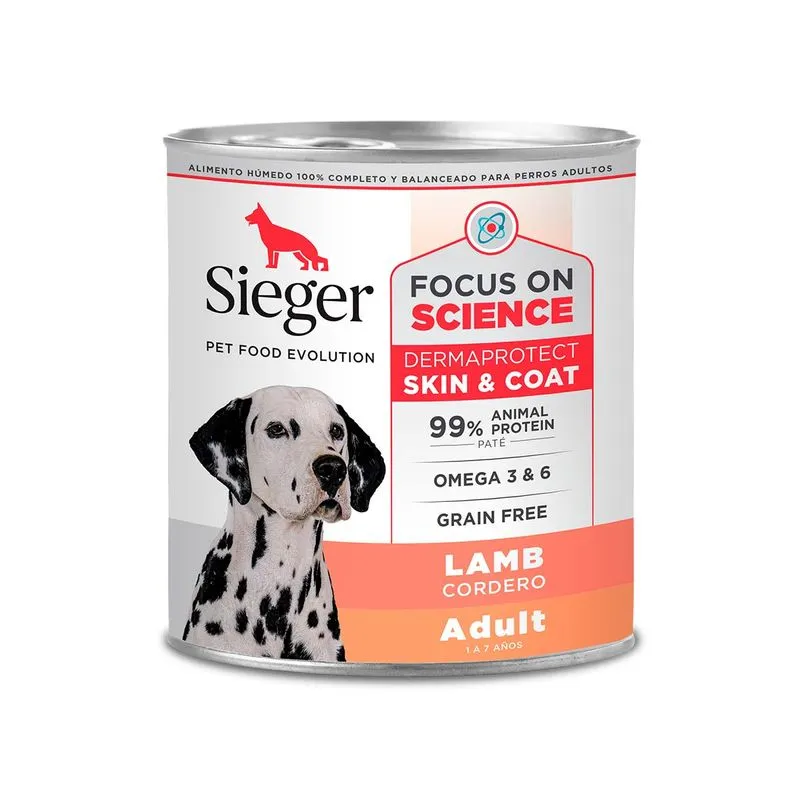 ALIMENTO HÚMEDO 100% COMPLETO Y BALANCEADO PARA PERROS ADULTOS
Sieger
PET FOOD EVOLUTION
FOCUS ON
SCIENCE
DERMAPROTECT
SKIN & COAT
99% ANIMAL
PROTEIN
PATÉ
OMEGA 3 & 6
GRAIN FREE
LAMB
CORDERO
Adult
1 A 7 AÑOS